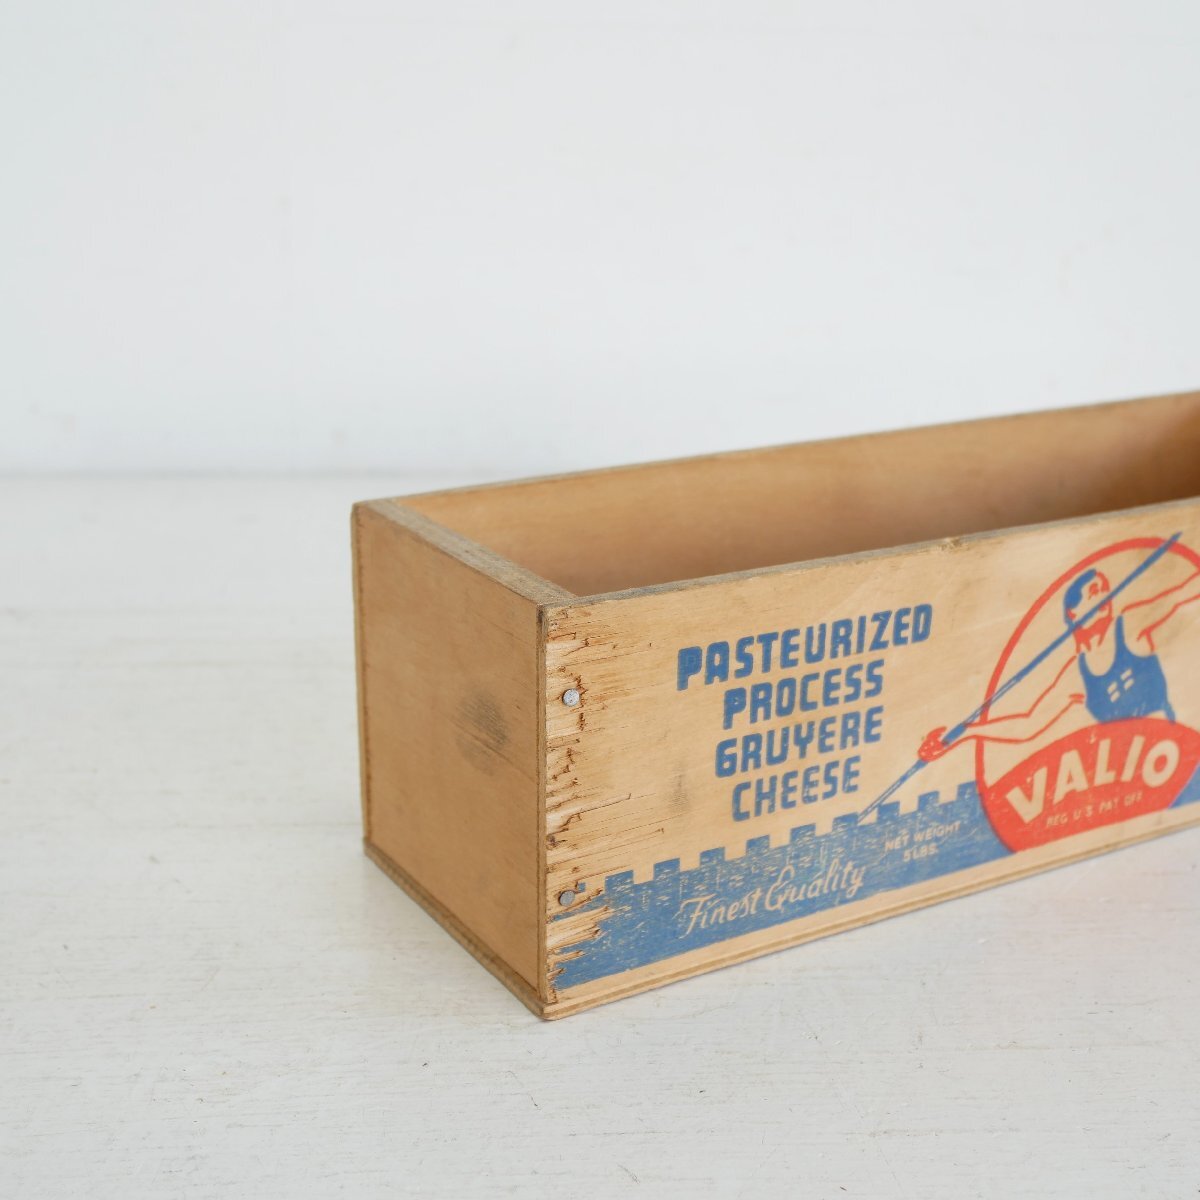 PASTEURIZED
PROCESS
GRUYERE
CHEESE
VALIO
REG U.S PAT OFF
NET WEIGHT
5 LBS.
Finest Quality